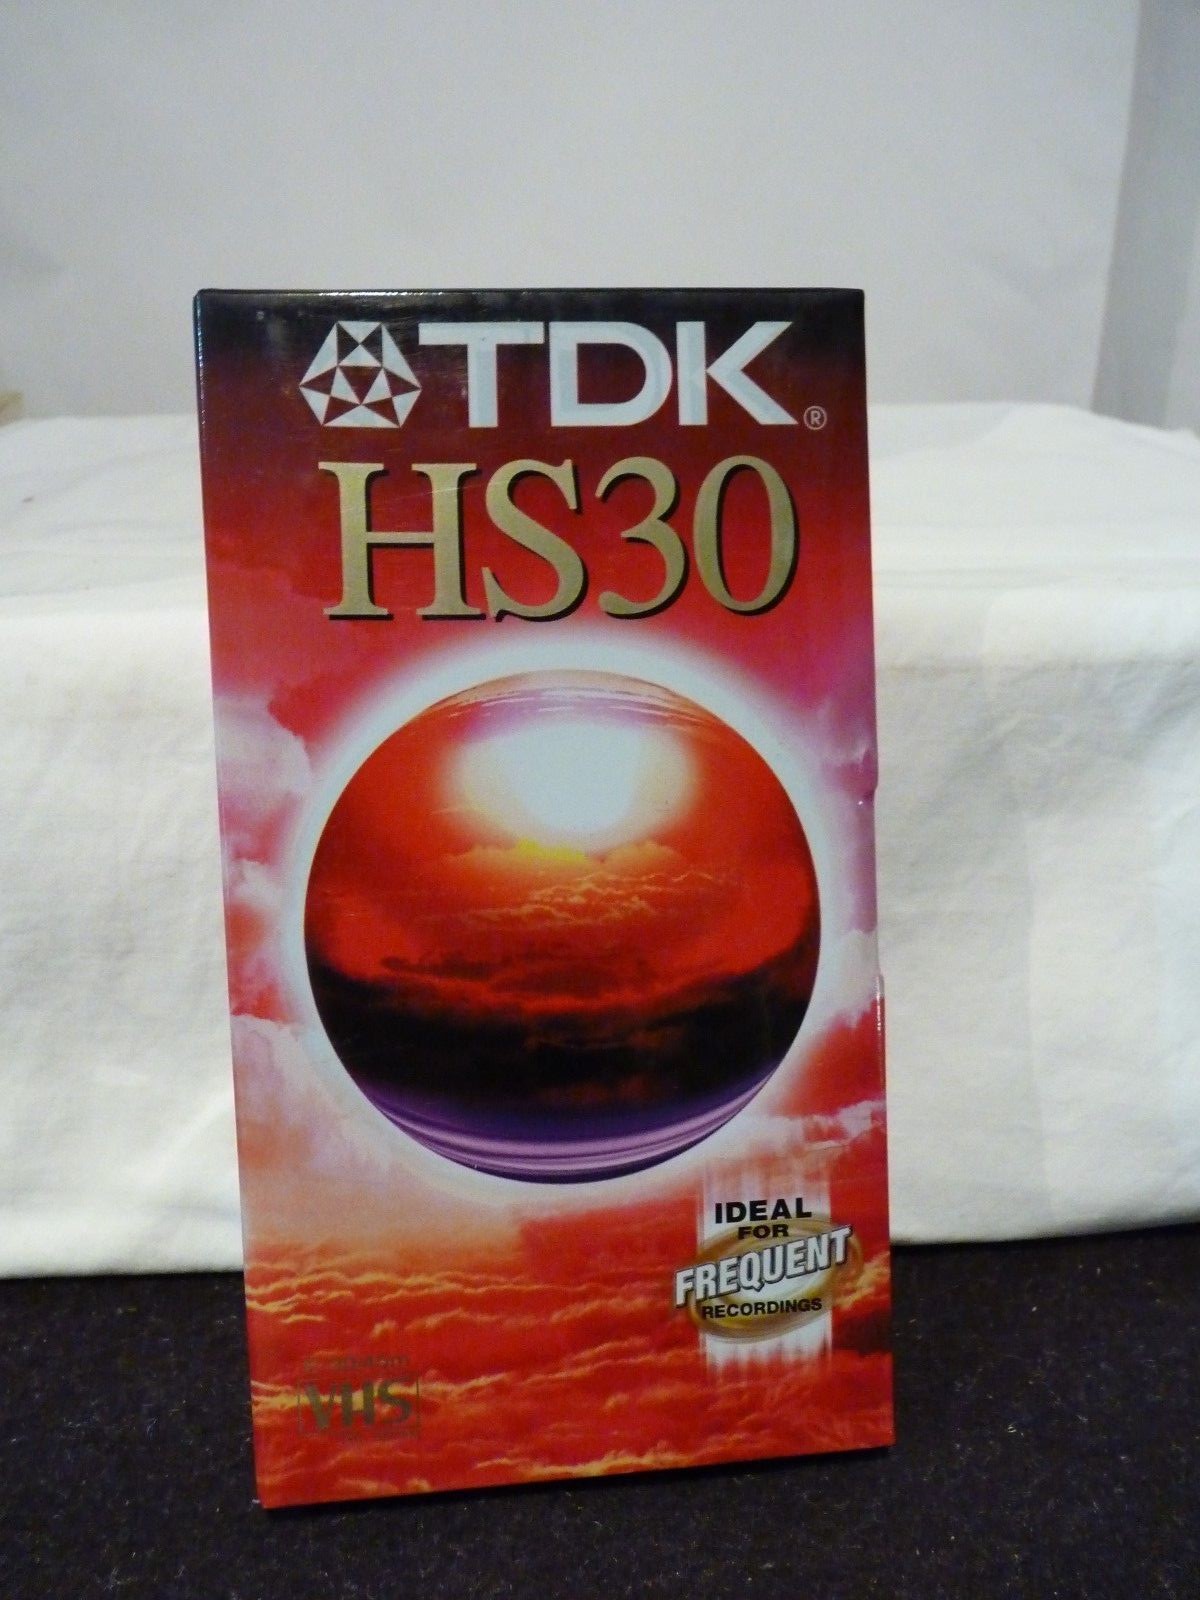 TDK®
HS30
IDEAL
FOR
FREQUENT
RECORDINGS
VHS